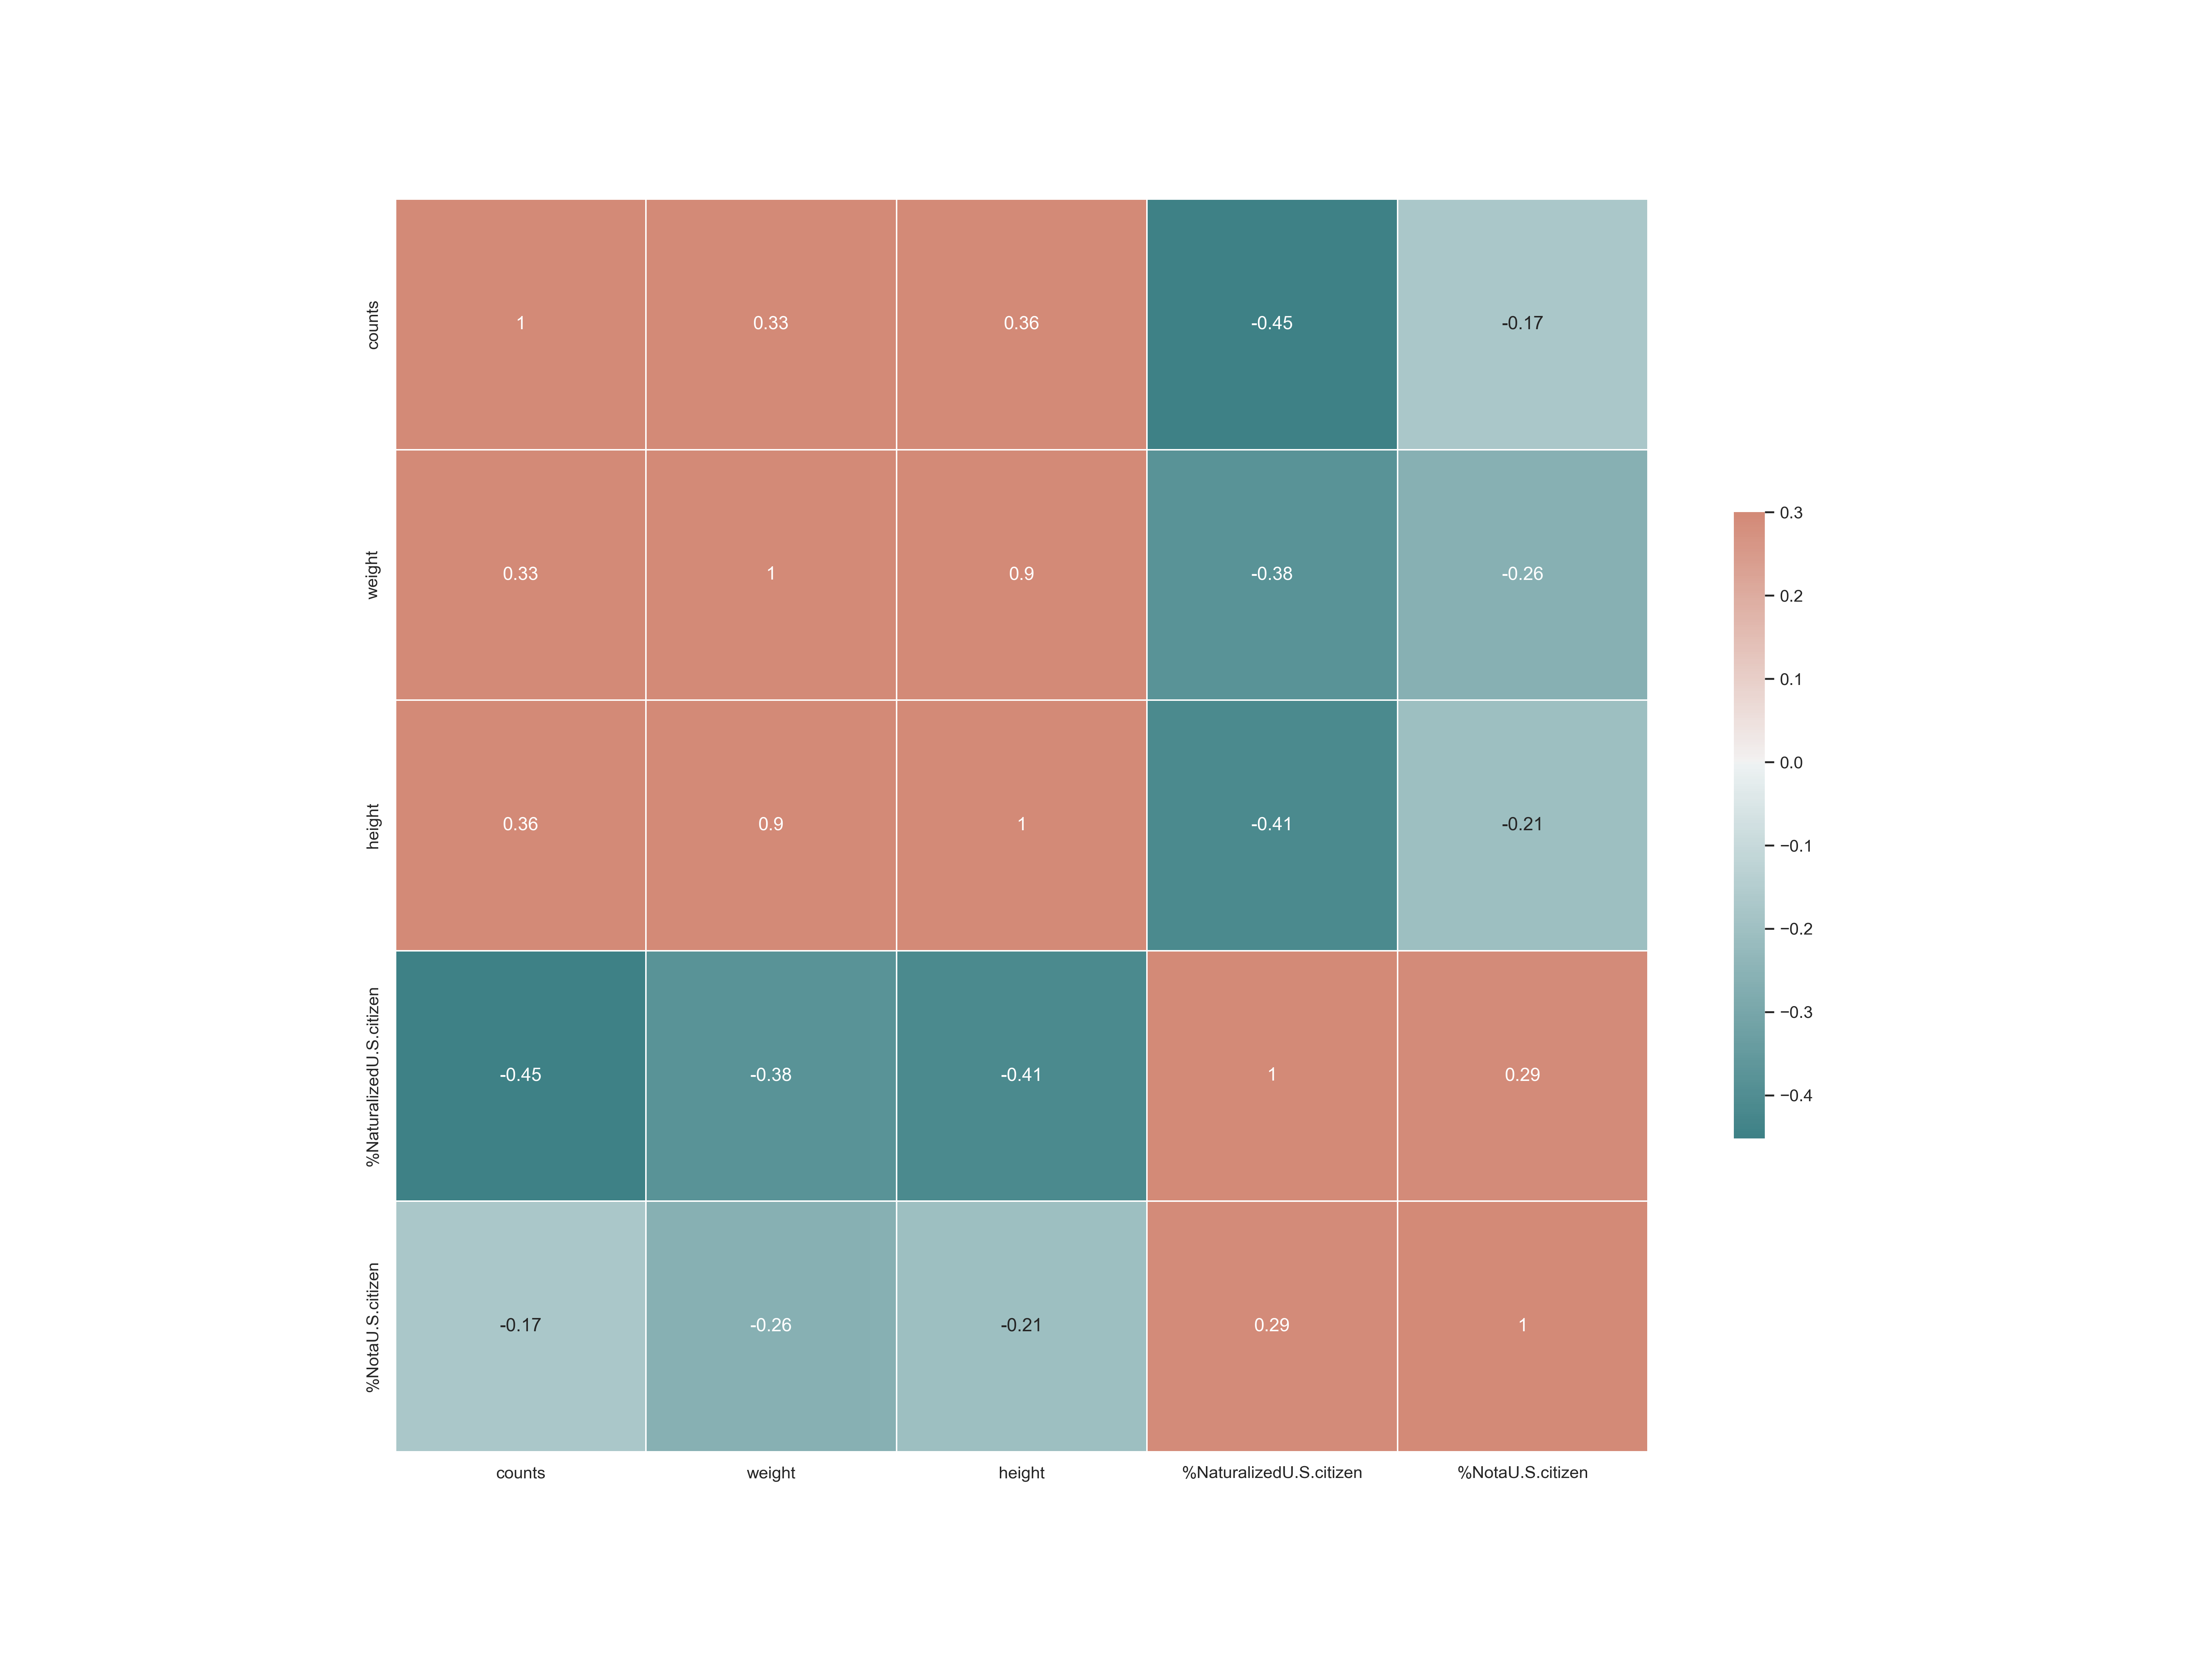 counts 1 0.33 0.36 -0.45 -0.17
weight 0.33 1 0.9 -0.38 -0.26
height 0.36 0.9 1 -0.41 -0.21
%NaturalizedU.S.citizen -0.45 -0.38 -0.41 1 0.29
%NotaU.S.citizen -0.17 -0.26 -0.21 0.29 1
counts weight height %NaturalizedU.S.citizen %NotaU.S.citizen
0.3
0.2
0.1
0.0
−0.1
−0.2
−0.3
−0.4